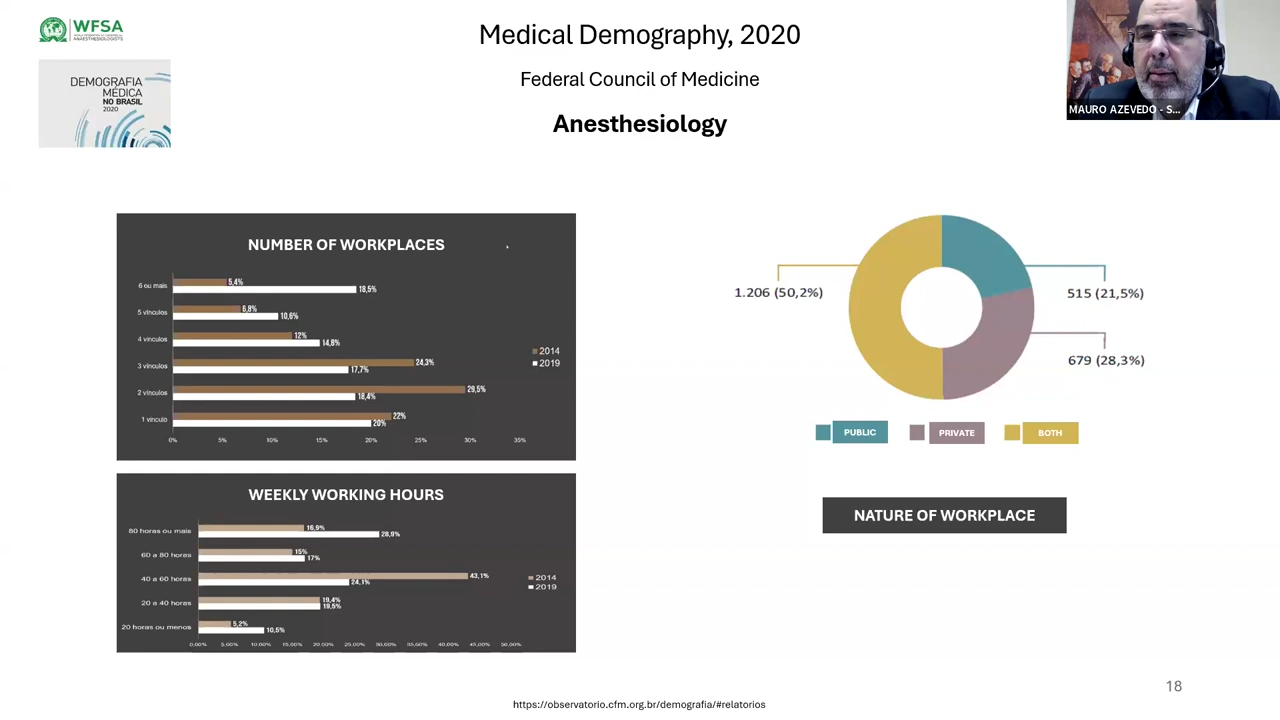 WFSA
Medical Demography, 2020
Federal Council of Medicine
Anesthesiology
DEMOGRAFIA
MÉDICA
NO BRASIL
2020
MAURO AZEVEDO - S...
NUMBER OF WORKPLACES
6 ou mais
5,4%
18,5%
5 vínculos
6,8%
10,6%
4 vínculos
12%
14,8%
3 vínculos
24,3%
17,7%
2 vínculos
29,5%
18,4%
1 vínculo
22%
20%
2014
2019
0% 5% 10% 15% 20% 25% 30% 35%
WEEKLY WORKING HOURS
80 horas ou mais
16,9%
28,9%
60 a 80 horas
15%
17%
40 a 60 horas
43,1%
24,1%
20 a 40 horas
19,4%
19,5%
20 horas ou menos
5,2%
10,5%
2014
2019
0,00% 5,00% 10,00% 15,00% 20,00% 25,00% 30,00% 35,00% 40,00% 45,00% 50,00%
1.206 (50,2%)
515 (21,5%)
679 (28,3%)
PUBLIC PRIVATE BOTH
NATURE OF WORKPLACE
18
https://observatorio.cfm.org.br/demografia/#relatorios